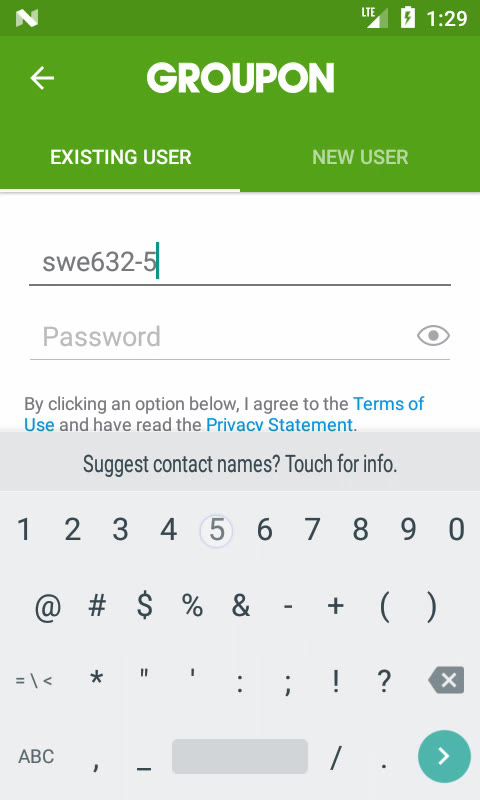 LTE 1:29
GROUPON
EXISTING USER NEW USER
swe632-5
Password
By clicking an option below, I agree to the Terms of
Use and have read the Privacy Statement.
Suggest contact names? Touch for info.
1 2 3 4 5 6 7 8 9 0
@ # $ % & - + ( )
= \ < * " ' : ; ! ?
ABC , _ / .